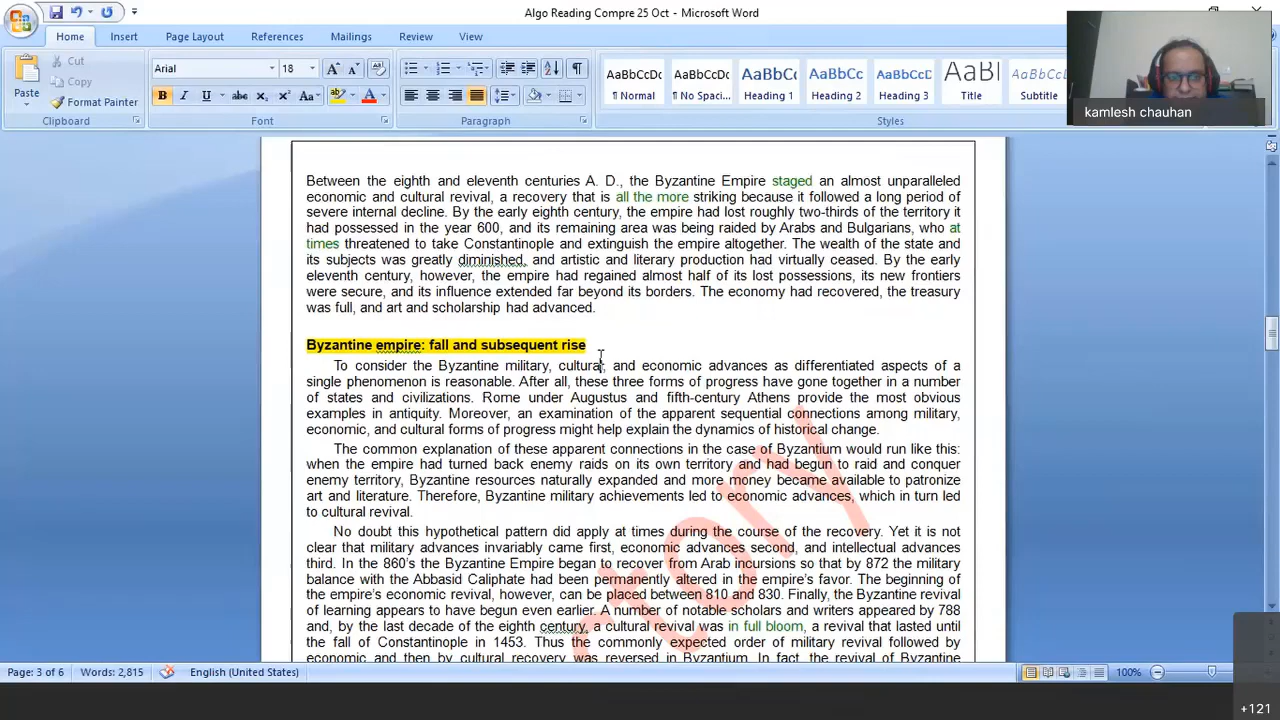 Algo Reading Compre 25 Oct - Microsoft Word
Home Insert Page Layout References Mailings Review View
Paste Cut Copy Format Painter
Arial 18
AaBbCcDc AaBbCcDc AaBbCc AaBbCc AaBbCc AaBl AaBbCc
¶ Normal ¶ No Spaci... Heading 1 Heading 2 Heading 3 Title Subtitle
kamlesh chauhan
Clipboard Font Paragraph Styles
Between the eighth and eleventh centuries A. D., the Byzantine Empire staged an almost unparalleled
economic and cultural revival, a recovery that is all the more striking because it followed a long period of
severe internal decline. By the early eighth century, the empire had lost roughly two-thirds of the territory it
had possessed in the year 600, and its remaining area was being raided by Arabs and Bulgarians, who at
times threatened to take Constantinople and extinguish the empire altogether. The wealth of the state and
its subjects was greatly diminished, and artistic and literary production had virtually ceased. By the early
eleventh century, however, the empire had regained almost half of its lost possessions, its new frontiers
were secure, and its influence extended far beyond its borders. The economy had recovered, the treasury
was full, and art and scholarship had advanced.
Byzantine empire: fall and subsequent rise
To consider the Byzantine military, cultural, and economic advances as differentiated aspects of a
single phenomenon is reasonable. After all, these three forms of progress have gone together in a number
of states and civilizations. Rome under Augustus and fifth-century Athens provide the most obvious
examples in antiquity. Moreover, an examination of the apparent sequential connections among military,
economic, and cultural forms of progress might help explain the dynamics of historical change.
The common explanation of these apparent connections in the case of Byzantium would run like this:
when the empire had turned back enemy raids on its own territory and had begun to raid and conquer
enemy territory, Byzantine resources naturally expanded and more money became available to patronize
art and literature. Therefore, Byzantine military achievements led to economic advances, which in turn led
to cultural revival.
No doubt this hypothetical pattern did apply at times during the course of the recovery. Yet it is not
clear that military advances invariably came first, economic advances second, and intellectual advances
third. In the 860's the Byzantine Empire began to recover from Arab incursions so that by 872 the military
balance with the Abbasid Caliphate had been permanently altered in the empire's favor. The beginning of
the empire's economic revival, however, can be placed between 810 and 830. Finally, the Byzantine revival
of learning appears to have begun even earlier. A number of notable scholars and writers appeared by 788
and, by the last decade of the eighth century, a cultural revival was in full bloom, a revival that lasted until
the fall of Constantinople in 1453. Thus the commonly expected order of military revival followed by
economic and then by cultural recovery was reversed in Byzantium. In fact, the revival of Byzantine
Page: 3 of 6 Words: 2,815 English (United States) 100%
+121